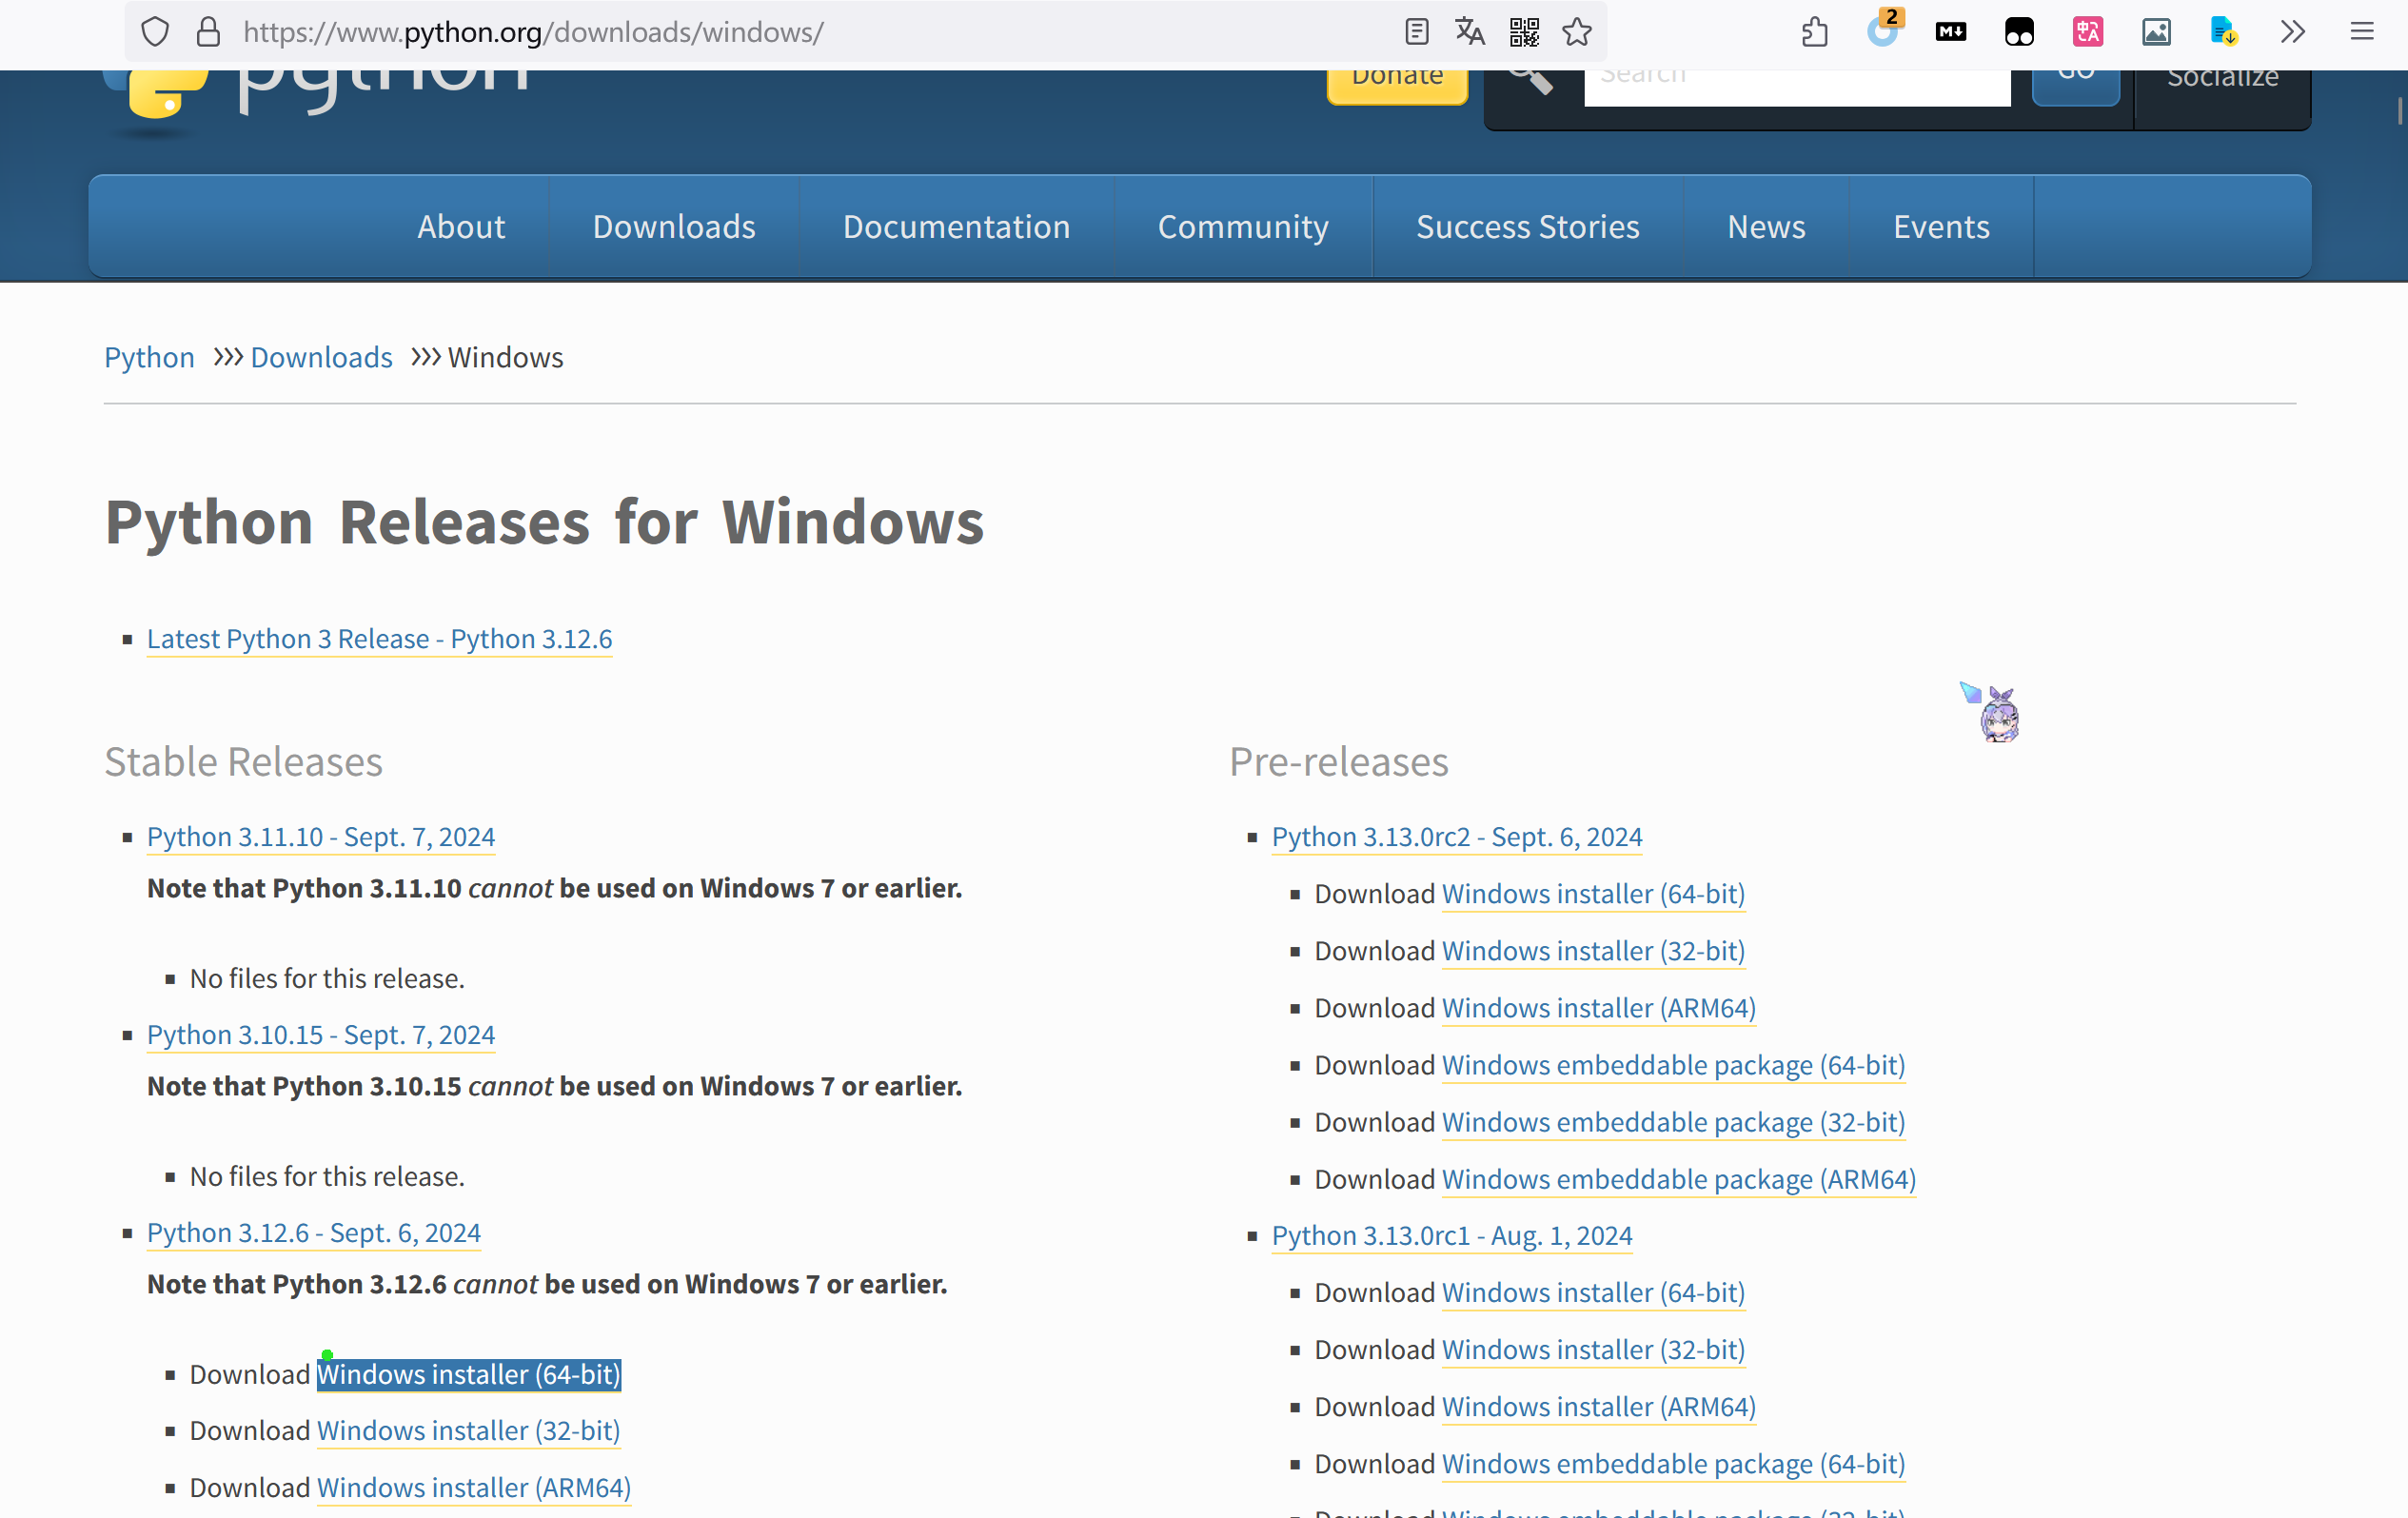 https://www.python.org/downloads/windows/
2
M
中
A
python
Donate
Search
GO
Socialize
About
Downloads
Documentation
Community
Success Stories
News
Events
Python >>> Downloads >>> Windows
Python Releases for Windows
Latest Python 3 Release - Python 3.12.6
Stable Releases
Python 3.11.10 - Sept. 7, 2024
Note that Python 3.11.10 cannot be used on Windows 7 or earlier.
No files for this release.
Python 3.10.15 - Sept. 7, 2024
Note that Python 3.10.15 cannot be used on Windows 7 or earlier.
No files for this release.
Python 3.12.6 - Sept. 6, 2024
Note that Python 3.12.6 cannot be used on Windows 7 or earlier.
Download Windows installer (64-bit)
Download Windows installer (32-bit)
Download Windows installer (ARM64)
Pre-releases
Python 3.13.0rc2 - Sept. 6, 2024
Download Windows installer (64-bit)
Download Windows installer (32-bit)
Download Windows installer (ARM64)
Download Windows embeddable package (64-bit)
Download Windows embeddable package (32-bit)
Download Windows embeddable package (ARM64)
Python 3.13.0rc1 - Aug. 1, 2024
Download Windows installer (64-bit)
Download Windows installer (32-bit)
Download Windows installer (ARM64)
Download Windows embeddable package (64-bit)
Download Windows embeddable package (32-bit)